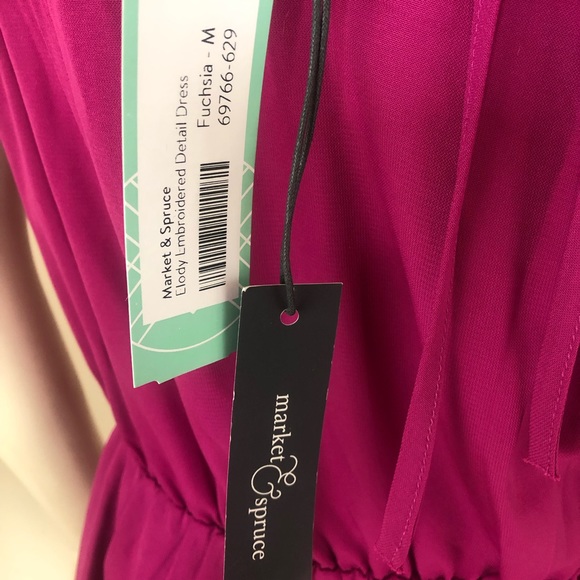 Market & Spruce
Elody Embroidered Detail Dress
Fuchsia - M
69766-629
market
&
spruce